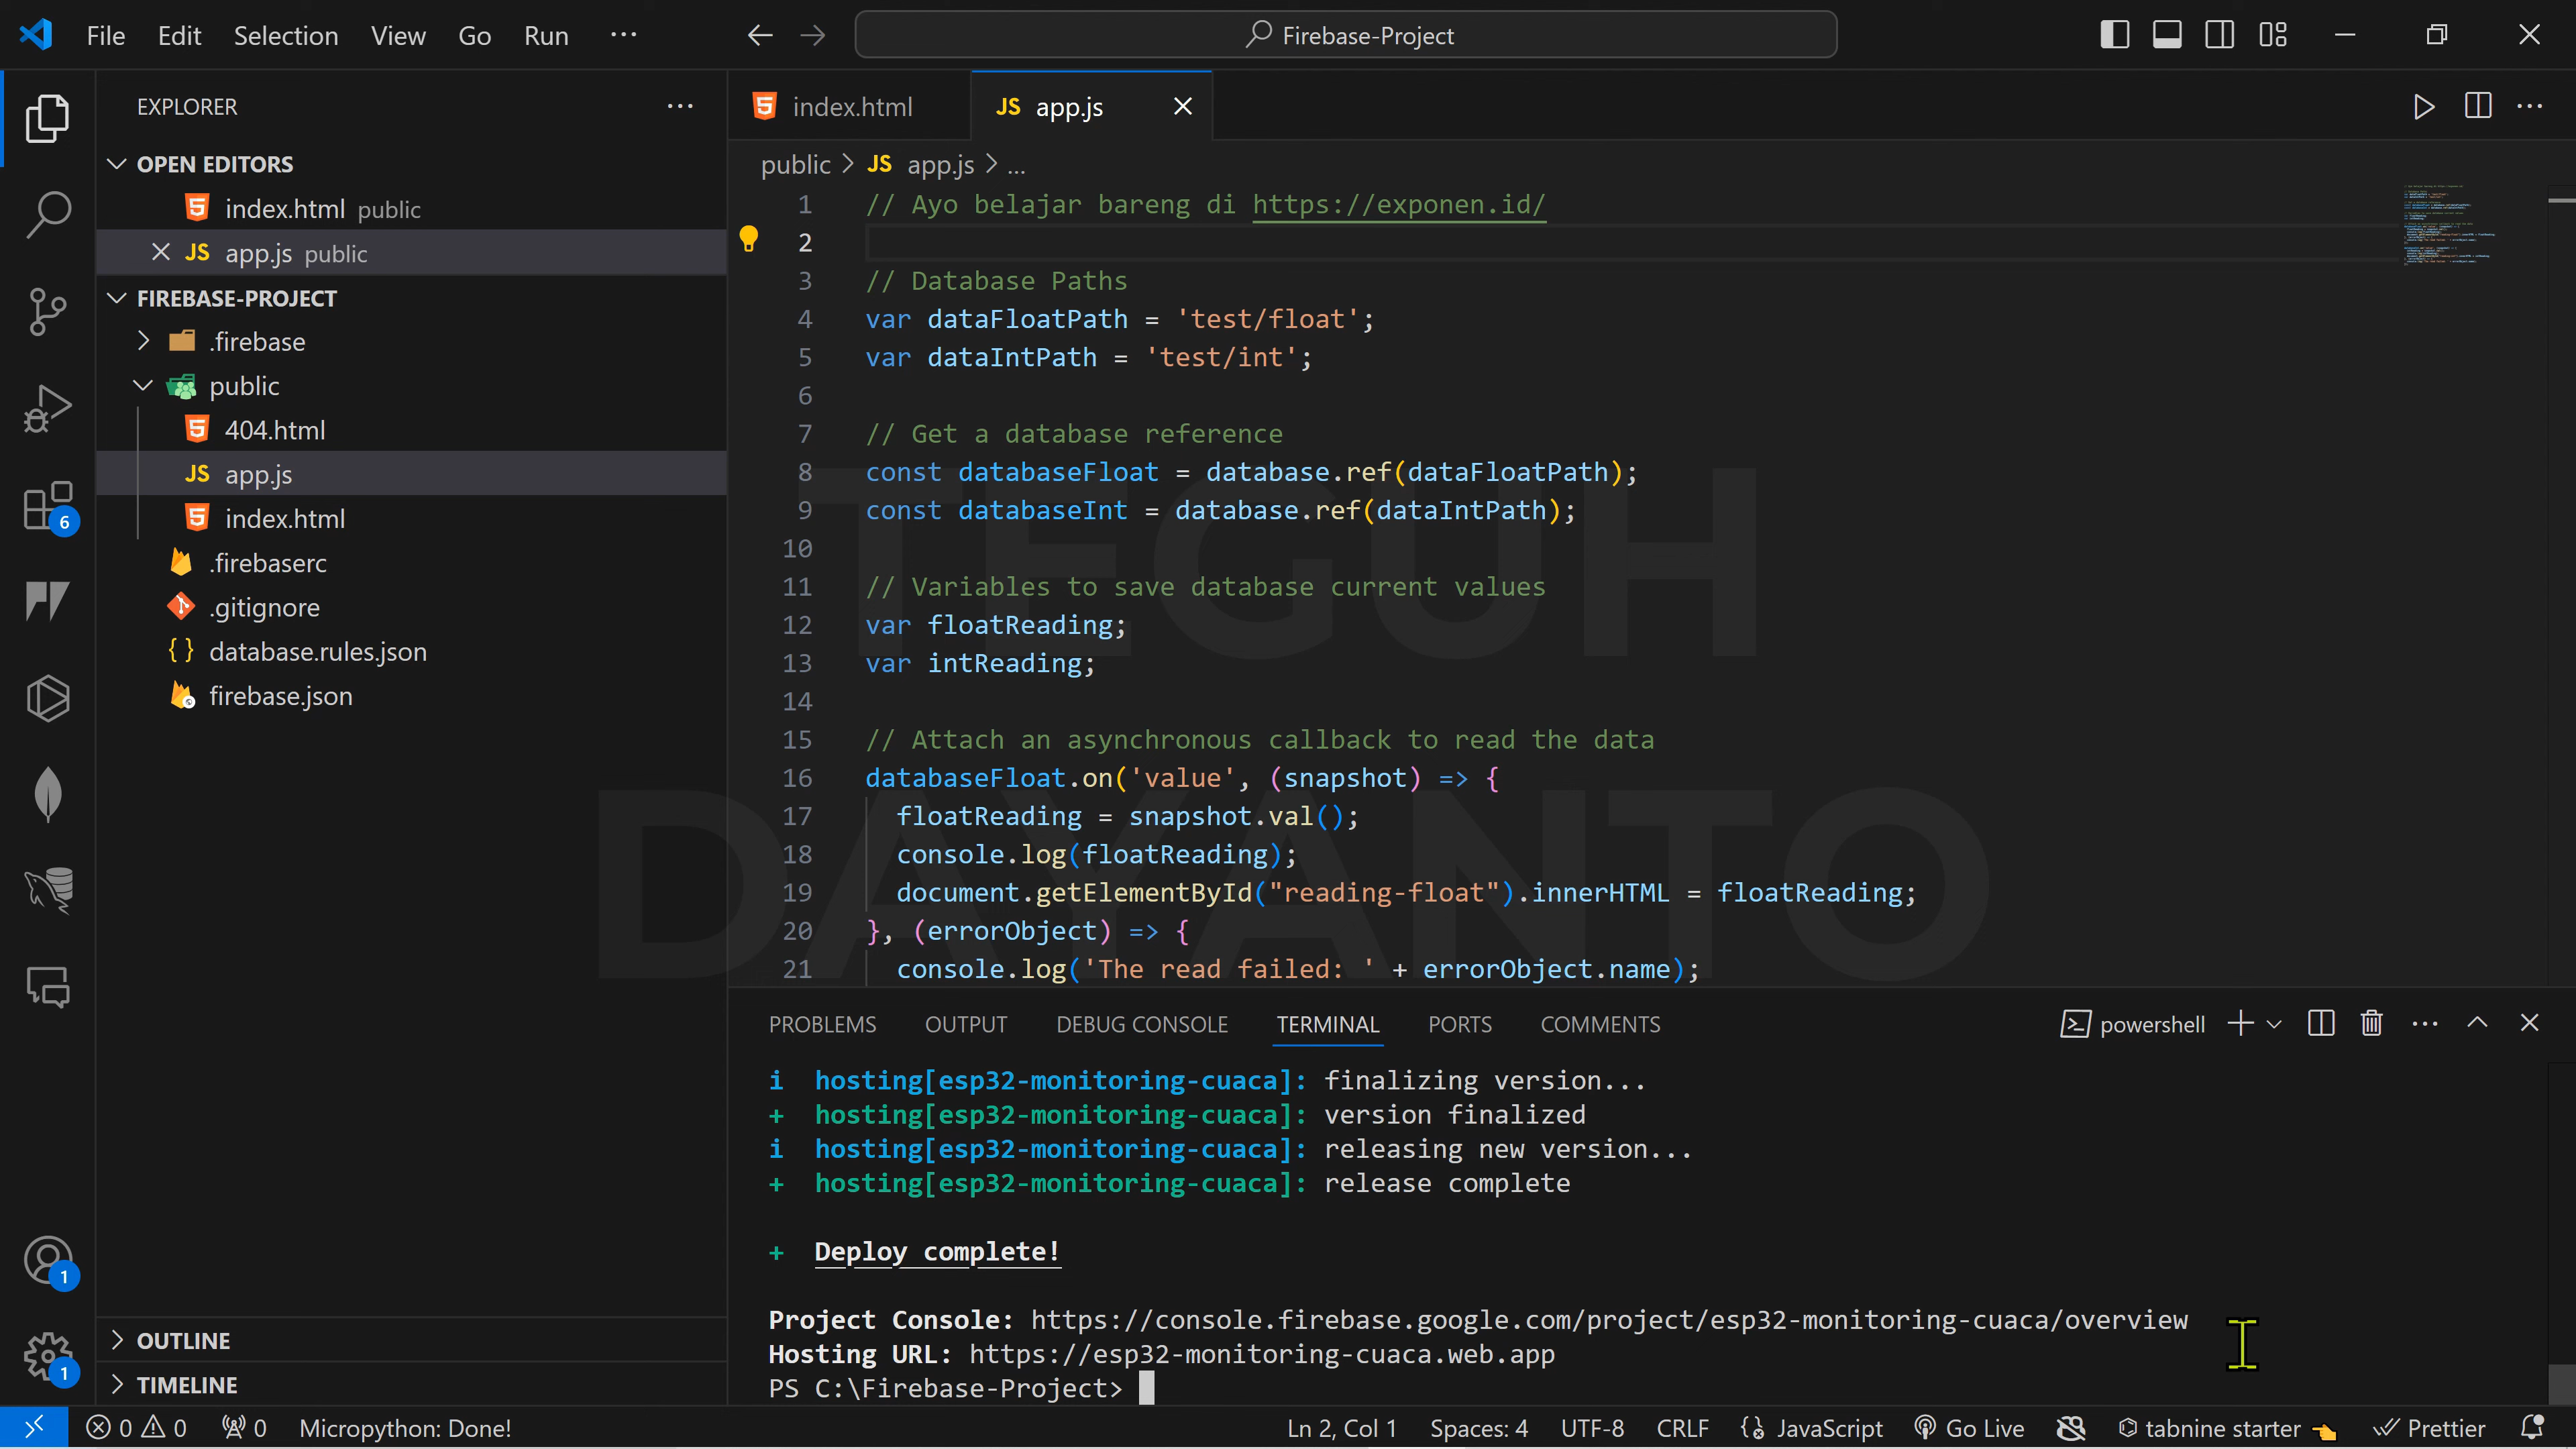 File Edit Selection View Go Run ···
Firebase-Project
EXPLORER
OPEN EDITORS
index.html public
JS app.js public
FIREBASE-PROJECT
.firebase
public
404.html
JS app.js
index.html
.firebaserc
.gitignore
database.rules.json
firebase.json
OUTLINE
TIMELINE
6
1
1
index.html
JS app.js
public > JS app.js > ...
1 // Ayo belajar bareng di https://exponen.id/
2
3 // Database Paths
4 var dataFloatPath = 'test/float';
5 var dataIntPath = 'test/int';
6
7 // Get a database reference
8 const databaseFloat = database.ref(dataFloatPath);
9 const databaseInt = database.ref(dataIntPath);
10
11 // Variables to save database current values
12 var floatReading;
13 var intReading;
14
15 // Attach an asynchronous callback to read the data
16 databaseFloat.on('value', (snapshot) => {
17 floatReading = snapshot.val();
18 console.log(floatReading);
19 document.getElementById("reading-float").innerHTML = floatReading;
20 }, (errorObject) => {
21 console.log('The read failed: ' + errorObject.name);
TEGUH
DAYANTO
PROBLEMS OUTPUT DEBUG CONSOLE TERMINAL PORTS COMMENTS
powershell
i hosting[esp32-monitoring-cuaca]: finalizing version...
+ hosting[esp32-monitoring-cuaca]: version finalized
i hosting[esp32-monitoring-cuaca]: releasing new version...
+ hosting[esp32-monitoring-cuaca]: release complete
+ Deploy complete!
Project Console: https://console.firebase.google.com/project/esp32-monitoring-cuaca/overview
Hosting URL: https://esp32-monitoring-cuaca.web.app
PS C:\Firebase-Project>
0 0 0 Micropython: Done!
Ln 2, Col 1 Spaces: 4 UTF-8 CRLF JavaScript Go Live tabnine starter Prettier